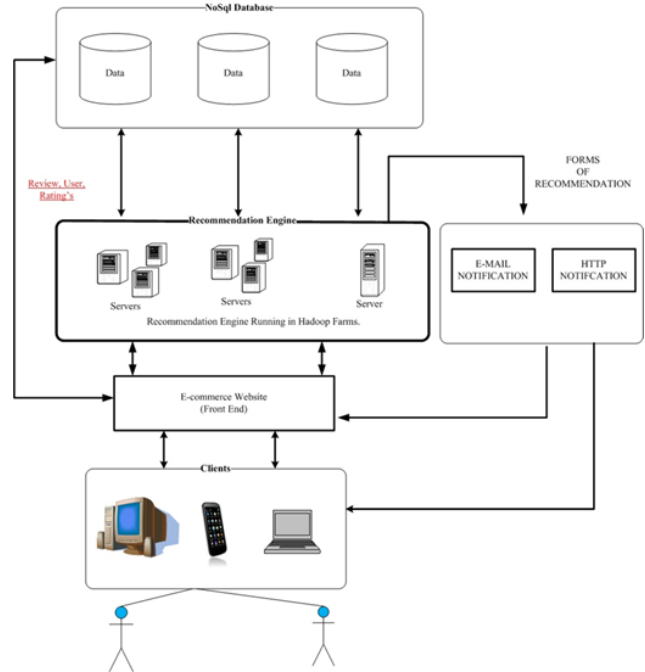 NoSql Database
Data
Data
Data
Review, User,
Rating's
FORMS
OF
RECOMMENDATION
Recommendation Engine
E-MAIL
NOTIFICATION
HTTP
NOTIFCATION
Servers
Servers
Server
Recommendation Engine Running in Hadoop Farms.
E-commerce Website
(Front End)
Clients